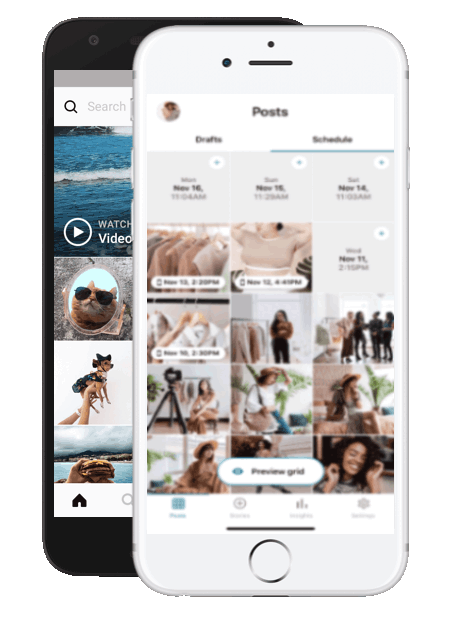 Search
WATCH
Video
Posts
Drafts
Schedule
Mon
Nov 16,
11:04AM
Sun
Nov 15,
11:29AM
Sat
Nov 14,
11:03AM
Nov 13, 2:20PM
Nov 12, 4:41PM
Wed
Nov 11,
2:15PM
Nov 10, 2:30PM
Preview grid
Posts
Stories
Insights
Settings